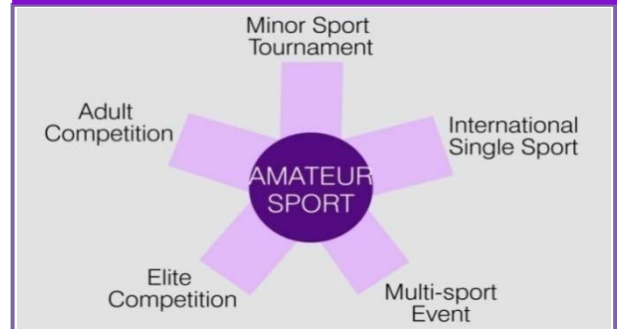 Minor Sport
Tournament
Adult
Competition
International
Single Sport
AMATEUR
SPORT
Elite
Competition
Multi-sport
Event